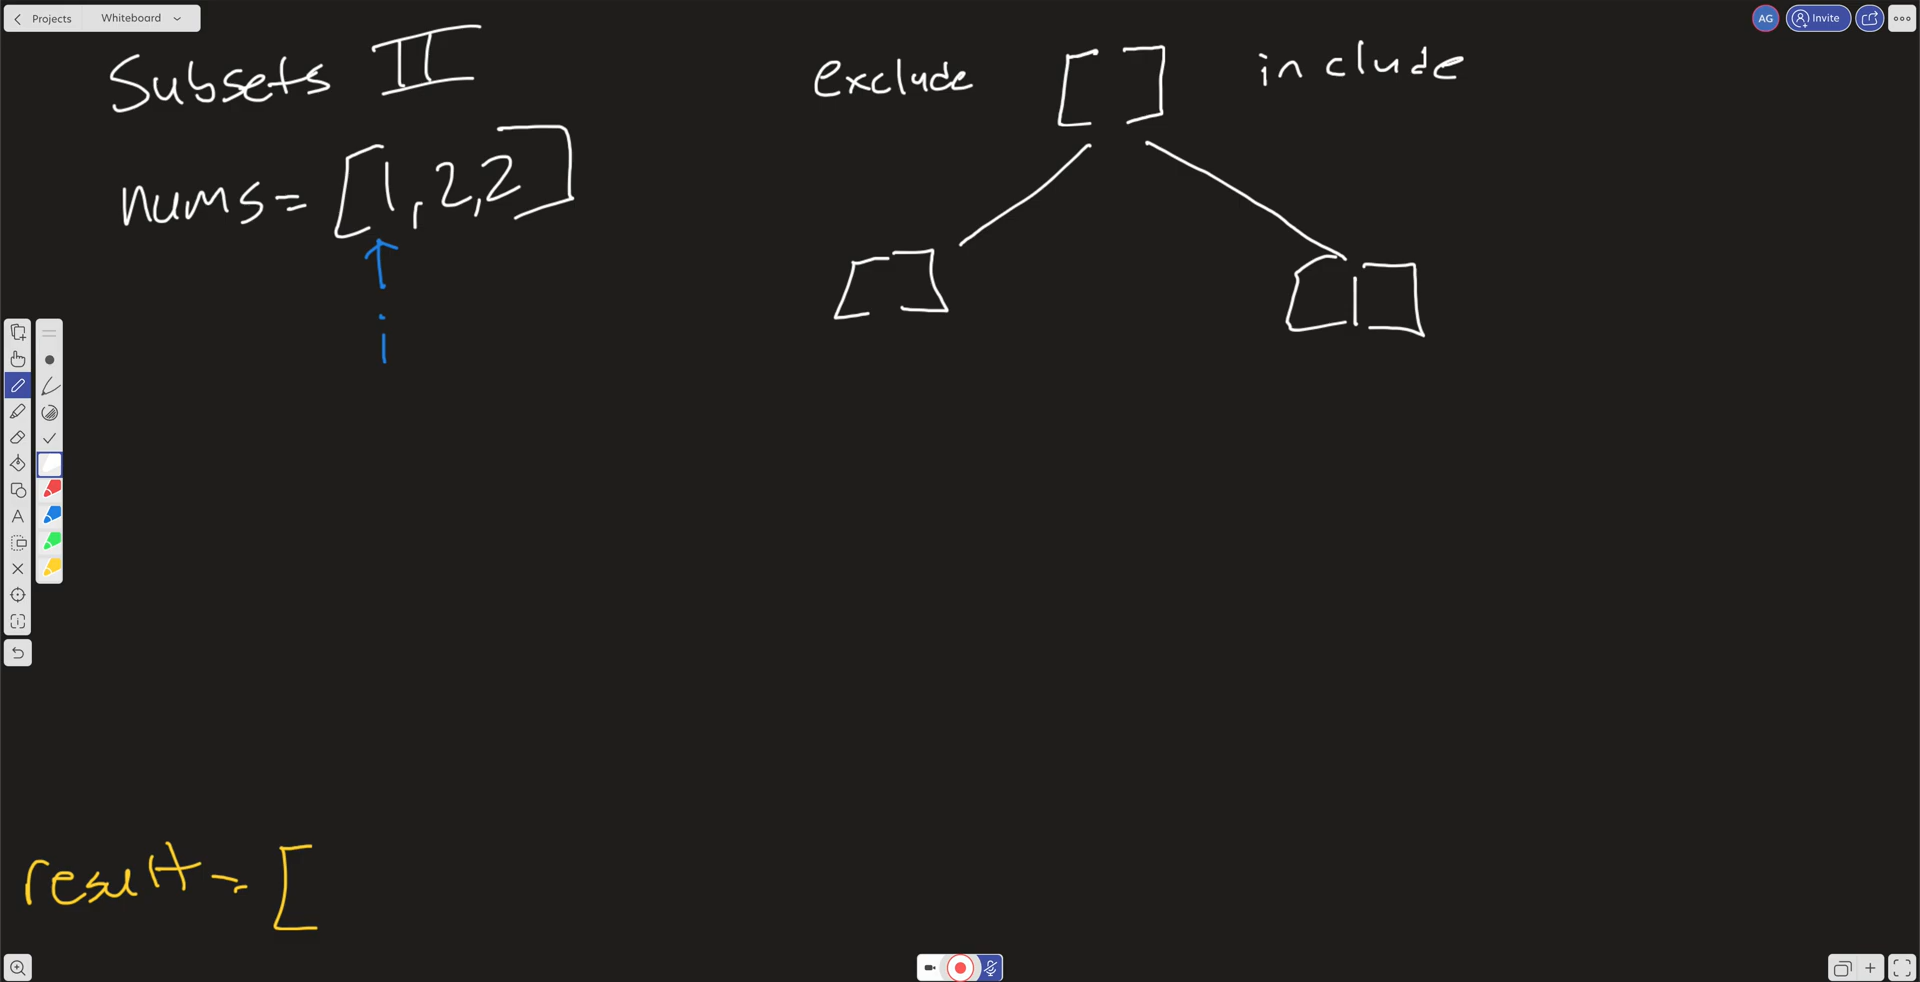 Projects
Whiteboard
AG
Invite
Subsets II
nums = [1, 2, 2]
i
exclude
[ ]
include
[ ]
[1]
A
result = [